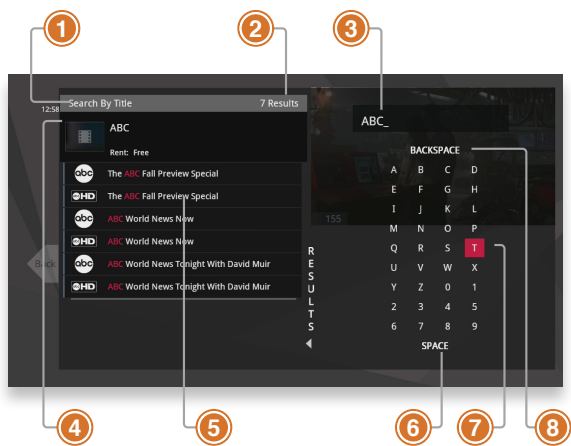 1 2 3
12:58
Search By Title 7 Results
ABC
Rent: Free
abc The ABC Fall Preview Special
abcHD The ABC Fall Preview Special
abc ABC World News Now
abcHD ABC World News Now
abc ABC World News Tonight With David Muir
abcHD ABC World News Tonight With David Muir
Back
155
RESULTS
ABC_
BACKSPACE
A B C D
E F G H
I J K L
M N O P
Q R S T
U V W X
Y Z 0 1
2 3 4 5
6 7 8 9
SPACE
4 5 6 7 8